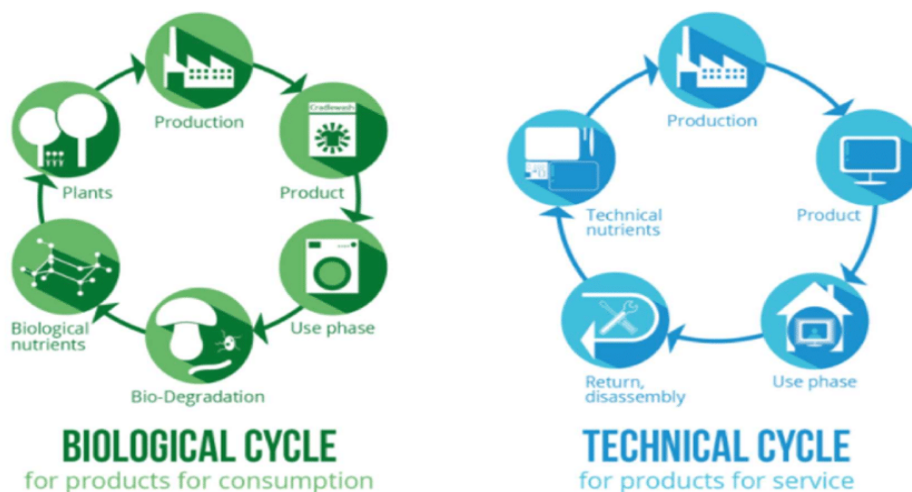 Production
Cradlewash
Product
Use phase
Bio-Degradation
Biological
nutrients
Plants
BIOLOGICAL CYCLE
for products for consumption
Production
Product
Use phase
Return,
disassembly
Technical
nutrients
TECHNICAL CYCLE
for products for service